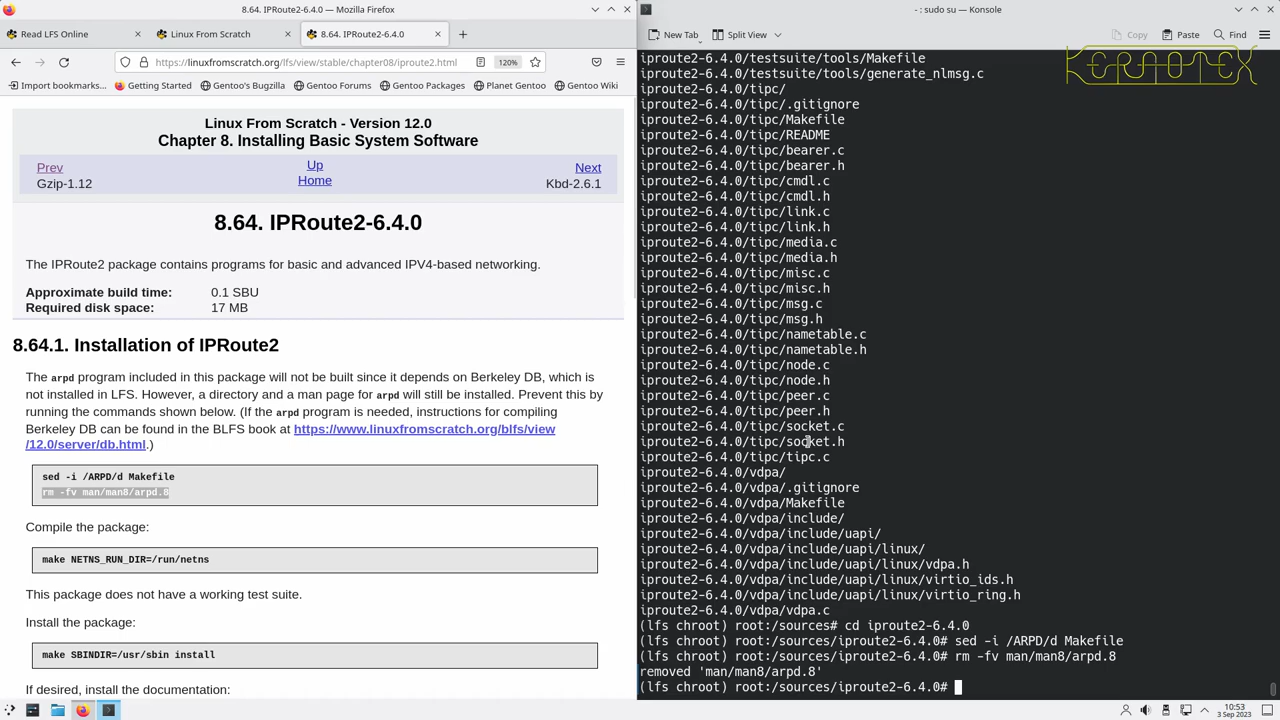 8.64. IPRoute2-6.4.0 — Mozilla Firefox
Read LFS Online
Linux From Scratch
8.64. IPRoute2-6.4.0
https://www.linuxfromscratch.org/lfs/view/stable/chapter08/iproute2.html
120%
Import bookmarks...
Getting Started
Gentoo's Bugzilla
Gentoo Forums
Gentoo Packages
Planet Gentoo
Gentoo Wiki
Linux From Scratch - Version 12.0
Chapter 8. Installing Basic System Software
Prev
Up
Next
Gzip-1.12
Home
Kbd-2.6.1
8.64. IPRoute2-6.4.0
The IPRoute2 package contains programs for basic and advanced IPV4-based networking.
Approximate build time: 0.1 SBU
Required disk space: 17 MB
8.64.1. Installation of IPRoute2
The arpd program included in this package will not be built since it depends on Berkeley DB, which is
not installed in LFS. However, a directory and a man page for arpd will still be installed. Prevent this by
running the commands shown below. (If the arpd program is needed, instructions for compiling
Berkeley DB can be found in the BLFS book at https://www.linuxfromscratch.org/blfs/view
/12.0/server/db.html.)
sed -i /ARPD/d Makefile
rm -fv man/man8/arpd.8
Compile the package:
make NETNS_RUN_DIR=/run/netns
This package does not have a working test suite.
Install the package:
make SBINDIR=/usr/sbin install
If desired, install the documentation:
- : sudo su — Konsole
New Tab
Split View
Copy
Paste
Find
KERNOTEX
iproute2-6.4.0/testsuite/tools/Makefile
iproute2-6.4.0/testsuite/tools/generate_nlmsg.c
iproute2-6.4.0/tipc/
iproute2-6.4.0/tipc/.gitignore
iproute2-6.4.0/tipc/Makefile
iproute2-6.4.0/tipc/README
iproute2-6.4.0/tipc/bearer.c
iproute2-6.4.0/tipc/bearer.h
iproute2-6.4.0/tipc/cmdl.c
iproute2-6.4.0/tipc/cmdl.h
iproute2-6.4.0/tipc/link.c
iproute2-6.4.0/tipc/link.h
iproute2-6.4.0/tipc/media.c
iproute2-6.4.0/tipc/media.h
iproute2-6.4.0/tipc/misc.c
iproute2-6.4.0/tipc/misc.h
iproute2-6.4.0/tipc/msg.c
iproute2-6.4.0/tipc/msg.h
iproute2-6.4.0/tipc/nametable.c
iproute2-6.4.0/tipc/nametable.h
iproute2-6.4.0/tipc/node.c
iproute2-6.4.0/tipc/node.h
iproute2-6.4.0/tipc/peer.c
iproute2-6.4.0/tipc/peer.h
iproute2-6.4.0/tipc/socket.c
iproute2-6.4.0/tipc/socket.h
iproute2-6.4.0/tipc/tipc.c
iproute2-6.4.0/vdpa/
iproute2-6.4.0/vdpa/.gitignore
iproute2-6.4.0/vdpa/Makefile
iproute2-6.4.0/vdpa/include/
iproute2-6.4.0/vdpa/include/uapi/
iproute2-6.4.0/vdpa/include/uapi/linux/
iproute2-6.4.0/vdpa/include/uapi/linux/vdpa.h
iproute2-6.4.0/vdpa/include/uapi/linux/virtio_ids.h
iproute2-6.4.0/vdpa/include/uapi/linux/virtio_ring.h
iproute2-6.4.0/vdpa/vdpa.c
(lfs chroot) root:/sources# cd iproute2-6.4.0
(lfs chroot) root:/sources/iproute2-6.4.0# sed -i /ARPD/d Makefile
(lfs chroot) root:/sources/iproute2-6.4.0# rm -fv man/man8/arpd.8
removed 'man/man8/arpd.8'
(lfs chroot) root:/sources/iproute2-6.4.0#
10:53
3 Sep 2023